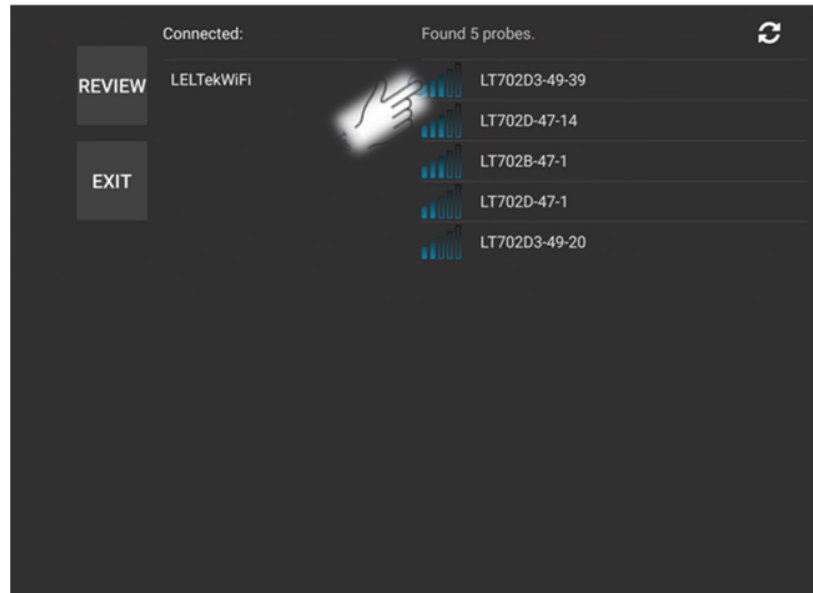 Connected:
Found 5 probes.
REVIEW
LELTekWiFi
LT702D3-49-39
LT702D-47-14
LT702B-47-1
EXIT
LT702D-47-1
LT702D3-49-20